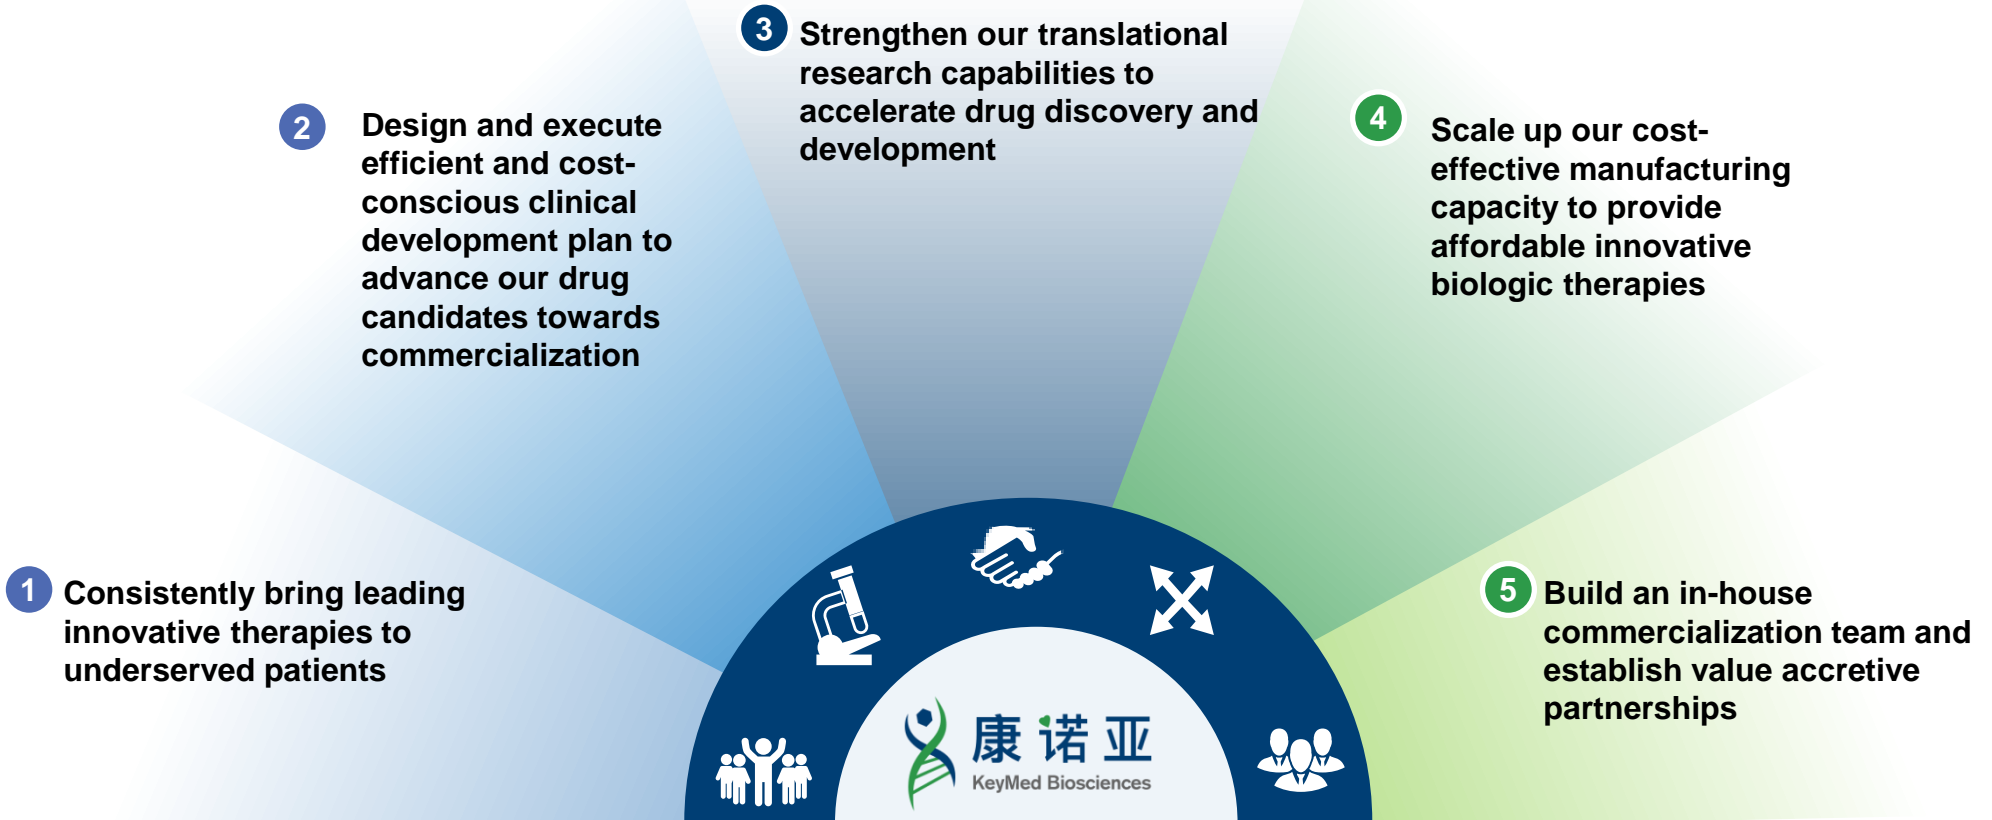 3
Strengthen our translational
research capabilities to
accelerate drug discovery and
development
2
Design and execute
efficient and cost-
conscious clinical
development plan to
advance our drug
candidates towards
commercialization
4
Scale up our cost-
effective manufacturing
capacity to provide
affordable innovative
biologic therapies
1
Consistently bring leading
innovative therapies to
underserved patients
5
Build an in-house
commercialization team and
establish value accretive
partnerships
康诺亚
KeyMed Biosciences